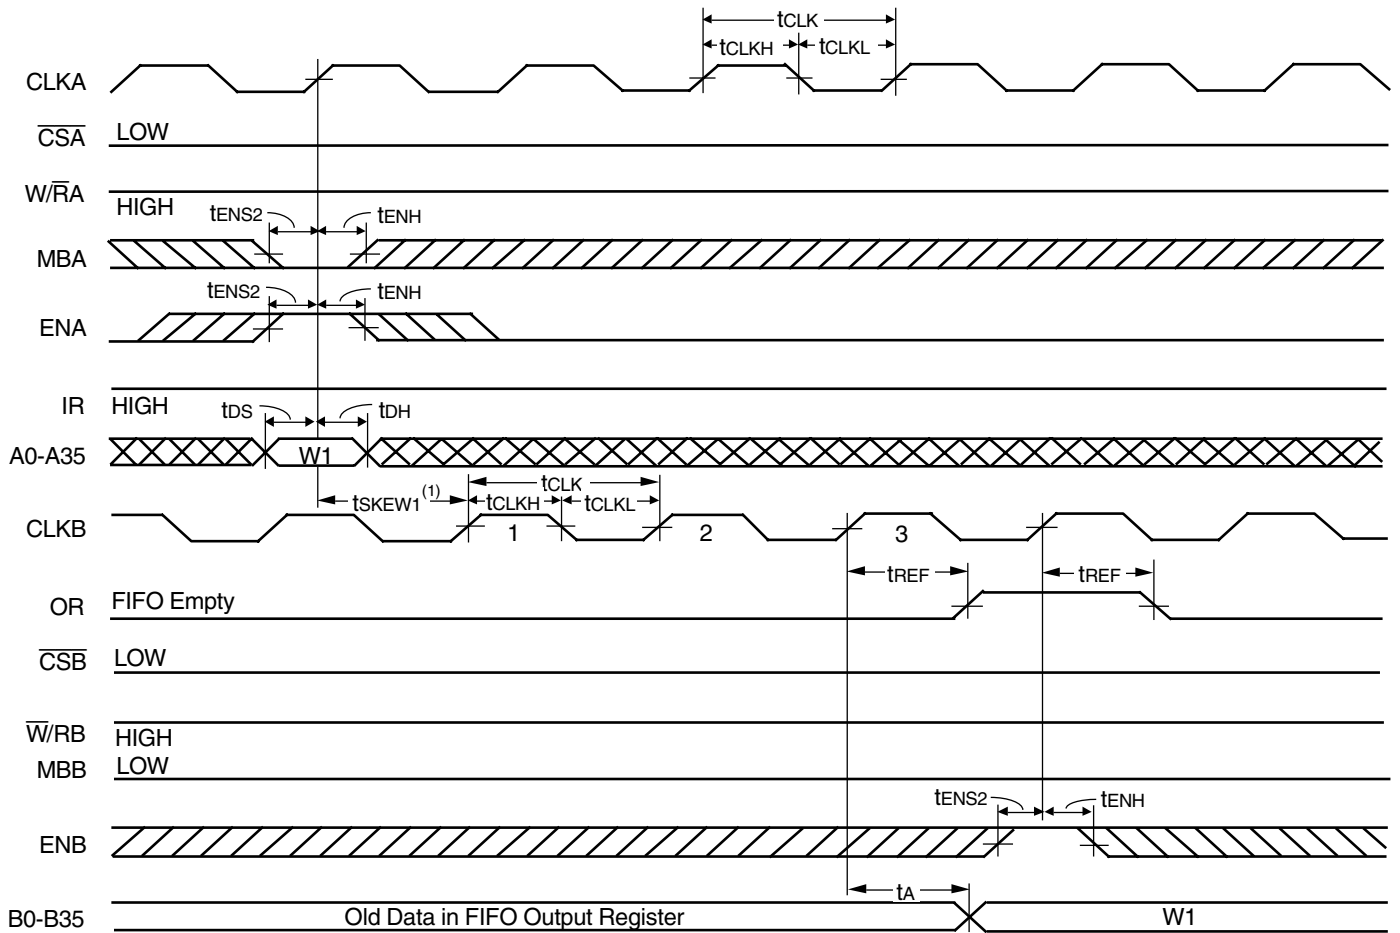 tCLK
tCLKH tCLKL
CLKA
CSA LOW
W/RA
HIGH
tENS2 tENH
MBA
tENS2 tENH
ENA
IR HIGH
tDS tDH
A0-A35 W1
tCLK
tSKEW1(1) tCLKH tCLKL
CLKB 1 2 3
tREF tREF
OR FIFO Empty
CSB LOW
W/RB HIGH
MBB LOW
tENS2 tENH
ENB
tA
B0-B35 Old Data in FIFO Output Register W1